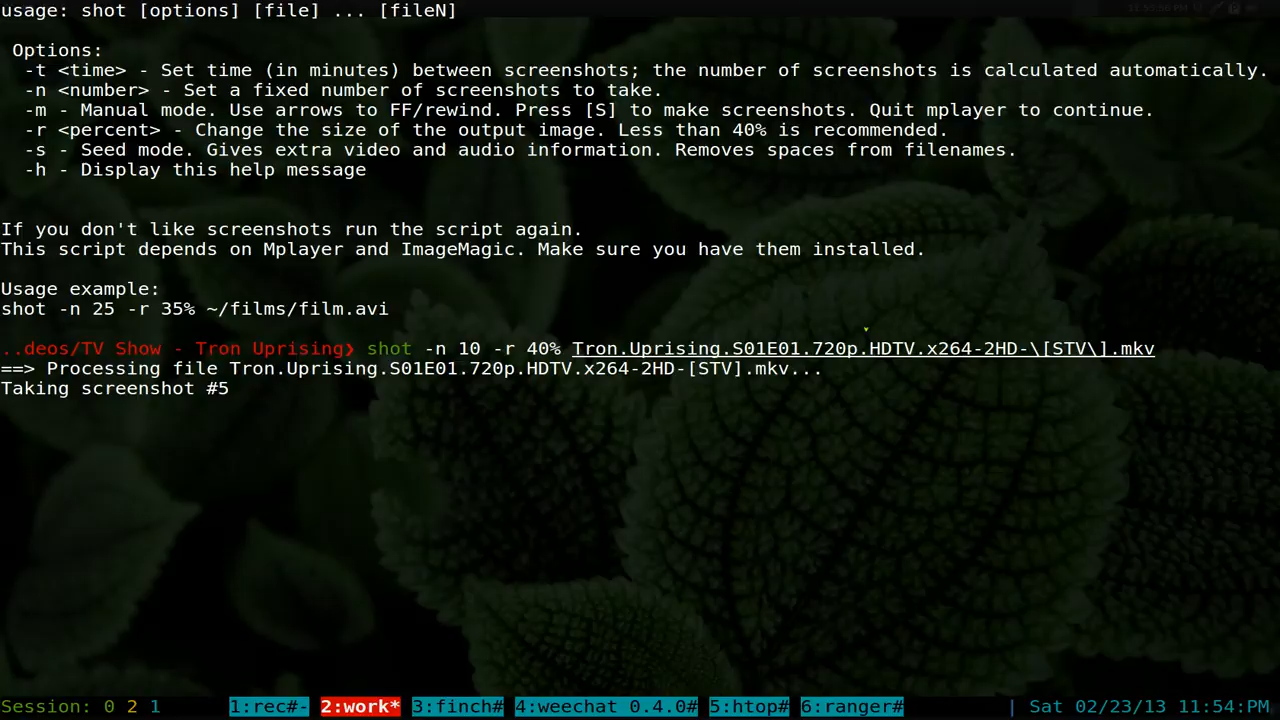 usage: shot [options] [file] ... [fileN]
Options:
-t <time> - Set time (in minutes) between screenshots; the number of screenshots is calculated automatically.
-n <number> - Set a fixed number of screenshots to take.
-m - Manual mode. Use arrows to FF/rewind. Press [S] to make screenshots. Quit mplayer to continue.
-r <percent> - Change the size of the output image. Less than 40% is recommended.
-s - Seed mode. Gives extra video and audio information. Removes spaces from filenames.
-h - Display this help message
If you don't like screenshots run the script again.
This script depends on Mplayer and ImageMagic. Make sure you have them installed.
Usage example:
shot -n 25 -r 35% ~/films/film.avi
..deos/TV Show - Tron Uprising❯ shot -n 10 -r 40% Tron.Uprising.S01E01.720p.HDTV.x264-2HD-\[STV\].mkv
==> Processing file Tron.Uprising.S01E01.720p.HDTV.x264-2HD-[STV].mkv...
Taking screenshot #5
Session: 0 2 1 1:rec#- 2:work* 3:finch# 4:weechat 0.4.0# 5:htop# 6:ranger# | Sat 02/23/13 11:54:PM